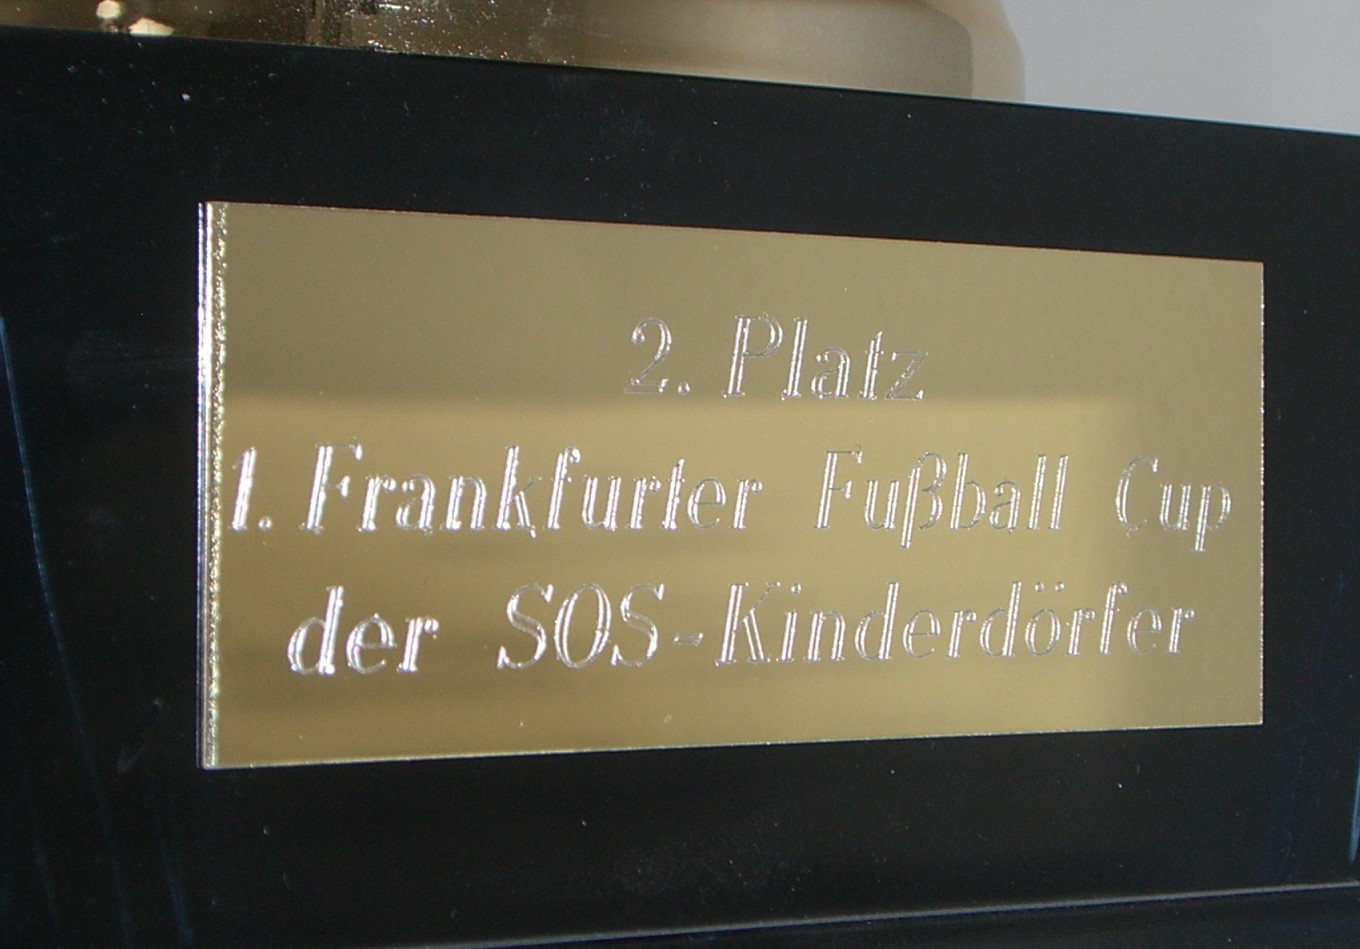 2. Platz
1. Frankfurter Fußball Cup
der SOS-Kinderdörfer